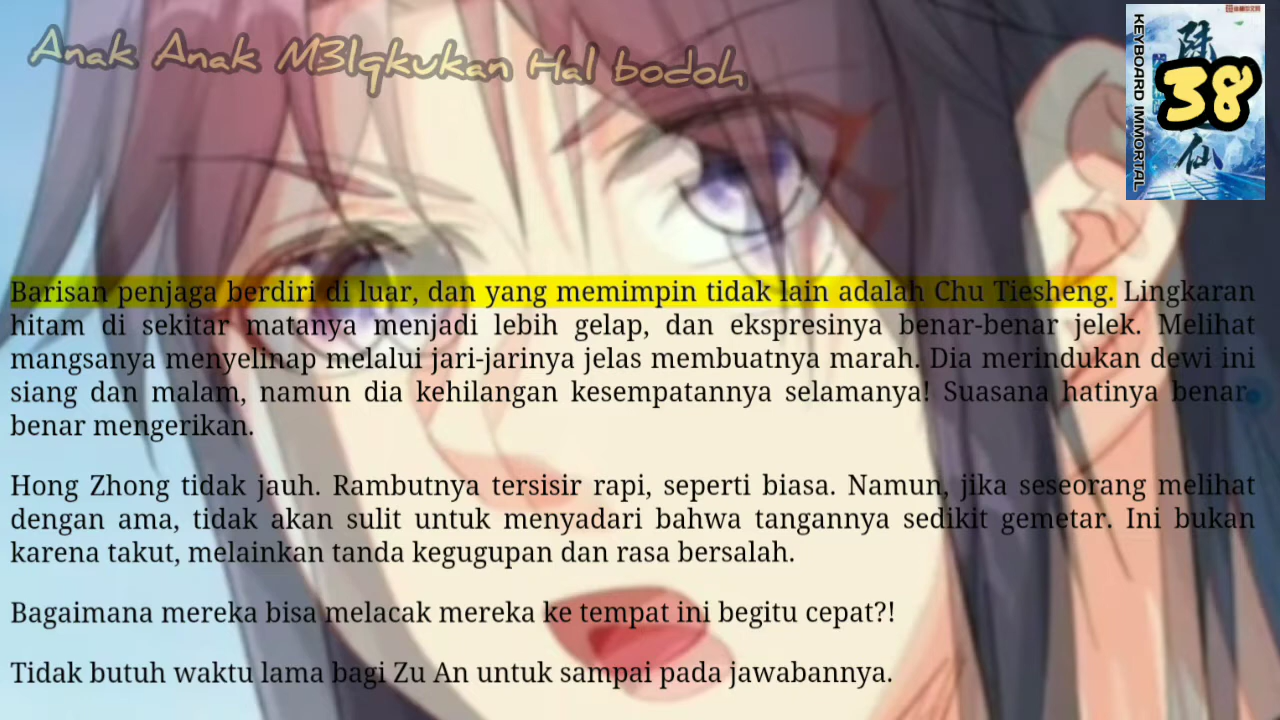 Anak Anak M3lqkukan Hal bodoh
KEYBOARD IMMORTAL
38
仙
Barisan penjaga berdiri di luar, dan yang memimpin tidak lain adalah Chu Tiesheng. Lingkaran
hitam di sekitar matanya menjadi lebih gelap, dan ekspresinya benar-benar jelek. Melihat
mangsanya menyelinap melalui jari-jarinya jelas membuatnya marah. Dia merindukan dewi ini
siang dan malam, namun dia kehilangan kesempatannya selamanya! Suasana hatinya benar-
benar mengerikan.
Hong Zhong tidak jauh. Rambutnya tersisir rapi, seperti biasa. Namun, jika seseorang melihat
dengan ama, tidak akan sulit untuk menyadari bahwa tangannya sedikit gemetar. Ini bukan
karena takut, melainkan tanda kegugupan dan rasa bersalah.
Bagaimana mereka bisa melacak mereka ke tempat ini begitu cepat?!
Tidak butuh waktu lama bagi Zu An untuk sampai pada jawabannya.